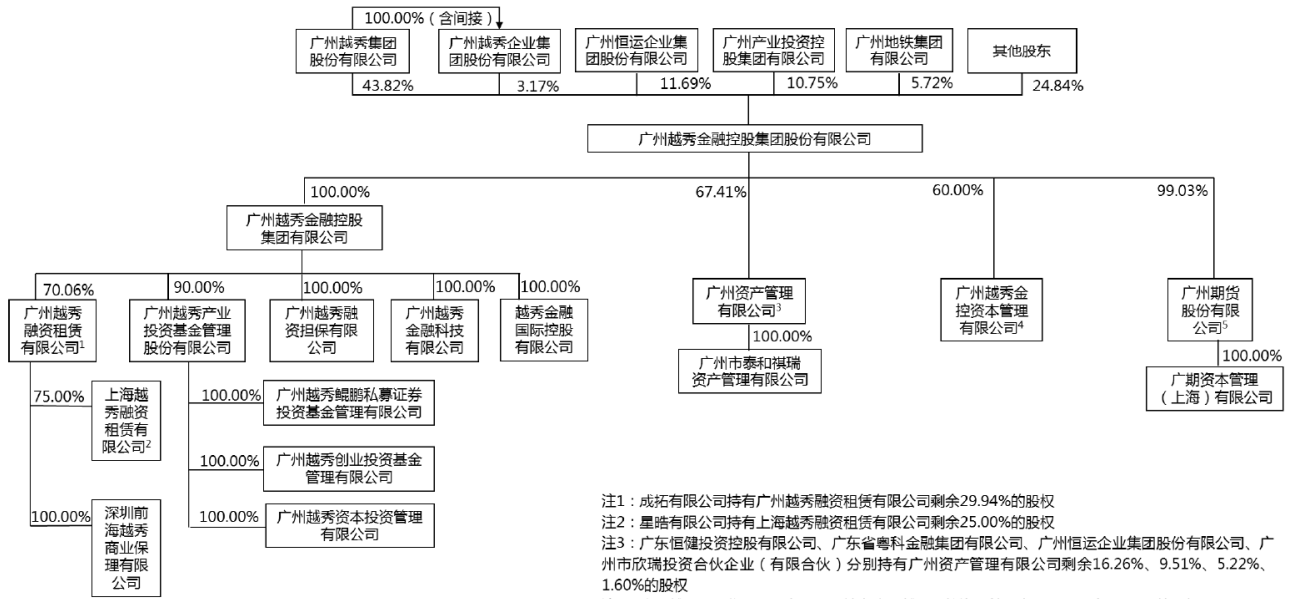 100.00%（含间接）
广州越秀集团
股份有限公司
广州越秀企业集
团股份有限公司
广州恒运企业集
团股份有限公司
广州产业投资控
股集团有限公司
广州地铁集团
有限公司
其他股东
43.82%
3.17%
11.69%
10.75%
5.72%
24.84%
广州越秀金融控股集团股份有限公司
100.00%
67.41%
60.00%
99.03%
广州越秀金融控股
集团有限公司
70.06%
90.00%
100.00%
100.00%
100.00%
广州越秀
融资租赁
有限公司1
广州越秀产业
投资基金管理
股份有限公司
广州越秀融
资担保有限
公司
广州越秀
金融科技
有限公司
越秀金融
国际控股
有限公司
广州资产管理
有限公司3
广州越秀金
控资本管理
有限公司4
广州期货
股份有限
公司5
100.00%
广州市泰和祺瑞
资产管理有限公司
100.00%
广期资本管理
（上海）有限公司
75.00%
上海越
秀融资
租赁有
限公司2
100.00%
深圳前
海越秀
商业保
理有限
公司
100.00%
广州越秀鲲鹏私募证券
投资基金管理有限公司
100.00%
广州越秀创业投资基金
管理有限公司
100.00%
广州越秀资本投资管理
有限公司
注1：成拓有限公司持有广州越秀融资租赁有限公司剩余29.94%的股权
注2：星皓有限公司持有上海越秀融资租赁有限公司剩余25.00%的股权
注3：广东恒健投资控股有限公司、广东省粤科金融集团有限公司、广州恒运企业集团股份有限公司、广
州市欣瑞投资合伙企业（有限合伙）分别持有广州资产管理有限公司剩余16.26%、9.51%、5.22%、
1.60%的股权